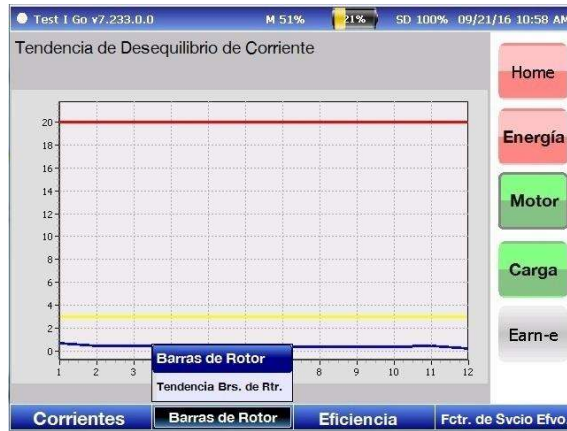 Test I Go v7.233.0.0 M 51% 21% SD 100% 09/21/16 10:58 AM
Tendencia de Desequilibrio de Corriente
Home
Energía
Motor
Carga
Earn-e
20
18
16
14
12
10
8
6
4
2
0
1 2 3 7 8 9 10 11 12
Barras de Rotor
Tendencia Brs. de Rtr.
Corrientes Barras de Rotor Eficiencia Fctr. de Svcio Efvo.